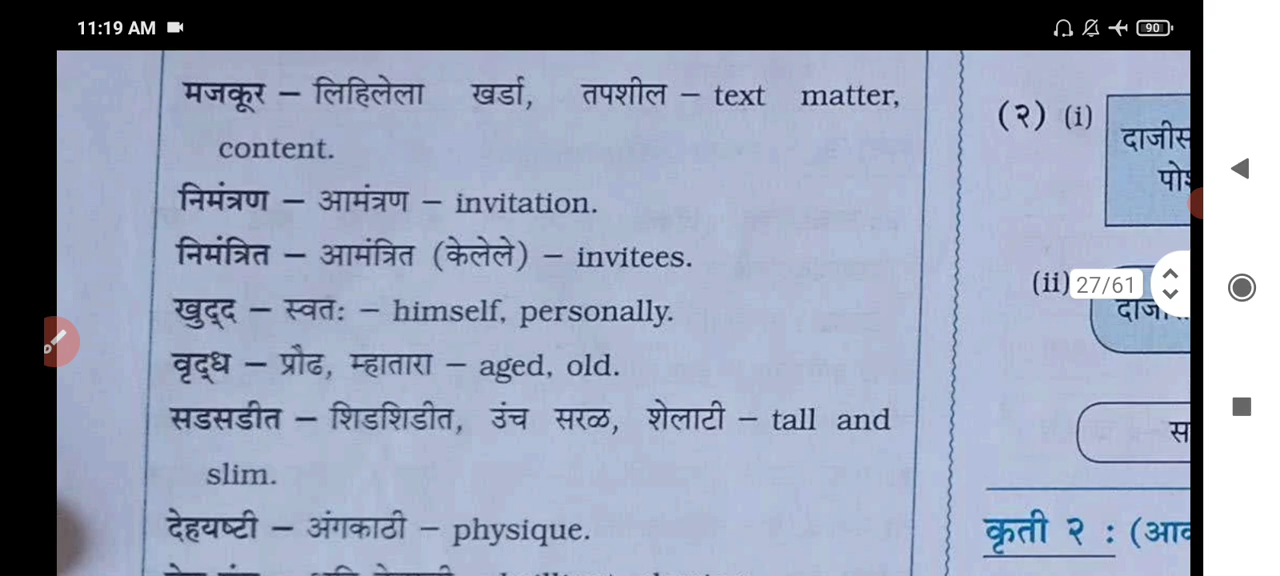 11:19 AM
90
मजकूर – लिहिलेला खर्डा, तपशील – text matter,
content.
निमंत्रण – आमंत्रण – invitation.
निमंत्रित – आमंत्रित (केलेले) – invitees.
खुद्द – स्वतः – himself, personally.
वृद्ध – प्रौढ, म्हातारा – aged, old.
सडसडीत – शिडशिडीत, उंच सरळ, शेलाटी – tall and
slim.
देहयष्टी – अंगकाठी – physique.
(२) (i)
दाजीस
(ii)
27/61
कृती २ : (आ